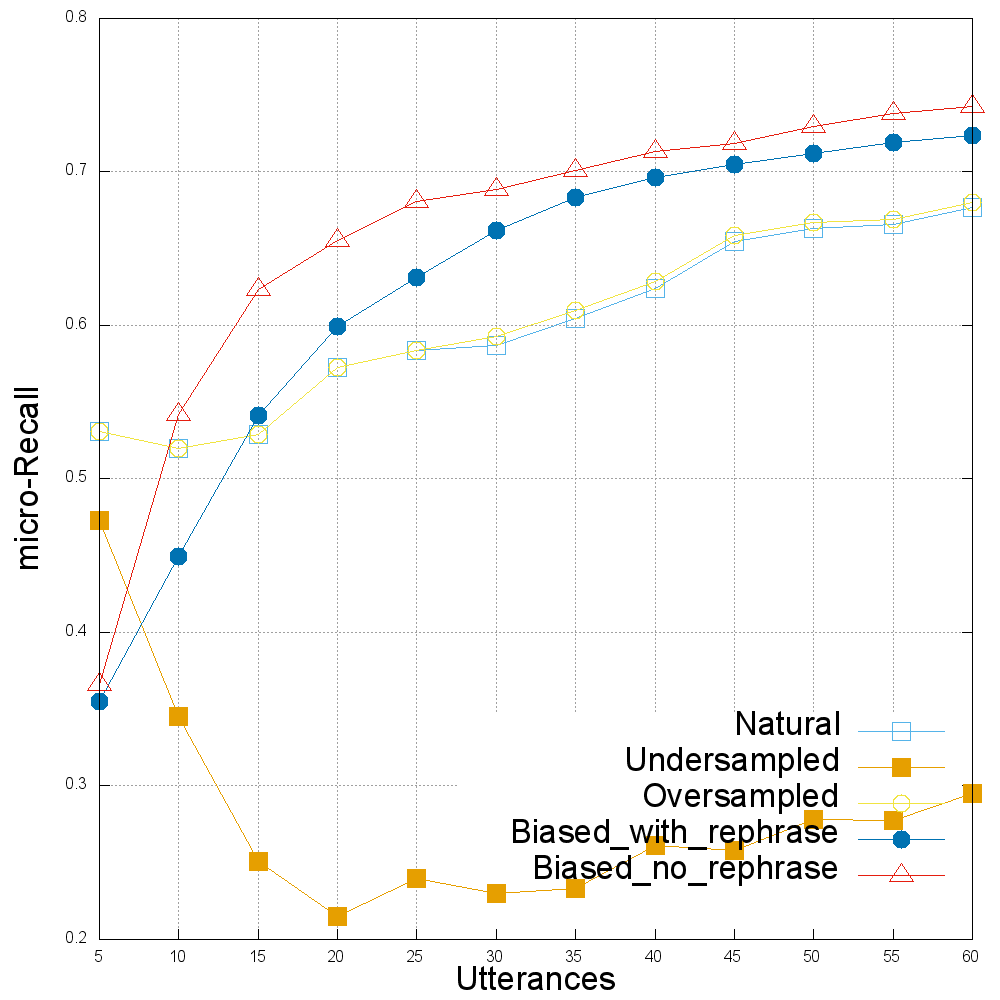 0.8
0.7
0.6
0.5
0.4
0.3
0.2
micro-Recall
Natural
Undersampled
Oversampled
Biased_with_rephrase
Biased_no_rephrase
5 10 15 20 25 30 35 40 45 50 55 60
Utterances